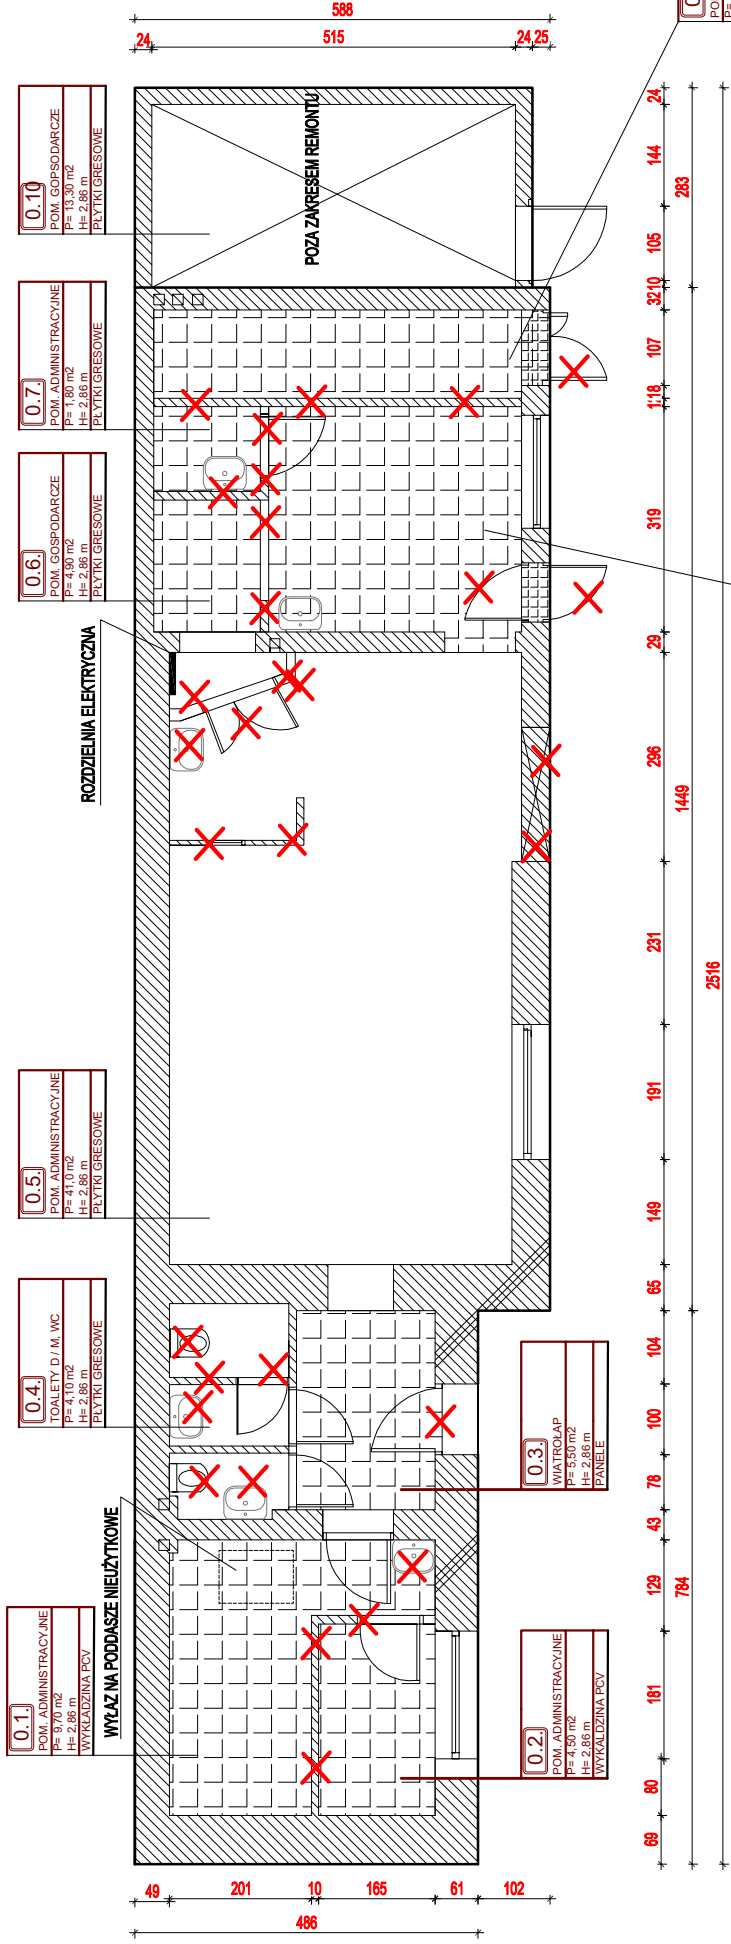 588
24
515
24
25
0.10
POM. GOPSODARCZE
P= 13,30 m2
H= 2,86 m
PŁYTKI GRESOWE
POZA ZAKRESEM REMONTU
0.7.
POM. ADMINISTRACYJNE
P= 1,80 m2
H= 2,86 m
PŁYTKI GRESOWE
0.6.
POM. GOSPODARCZE
P= 4,90 m2
H= 2,86 m
PŁYTKI GRESOWE
ROZDZIELNIA ELEKTRYCZNA
0.5.
POM. ADMINISTRACYJNE
P= 41,0 m2
H= 2,86 m
PŁYTKI GRESOWE
0.4.
TOALETY D / M, WC
P= 4,10 m2
H= 2,86 m
PŁYTKI GRESOWE
0.3.
WIATROŁAP
P= 5,50 m2
H= 2,86 m
PANELE
WYŁAZ NA PODDASZE NIEUŻYTKOWE
0.1.
POM. ADMINISTRACYJNE
P= 9,70 m2
H= 2,86 m
WYKŁADZINA PCV
0.2.
POM. ADMINISTRACYJNE
P= 4,50 m2
H= 2,86 m
WYKALDZINA PCV
24
144
105
10
32
107
18
12
319
29
296
231
191
149
65
104
100
78
43
129
181
80
69
283
1449
784
2516
49
201
10
165
61
102
486